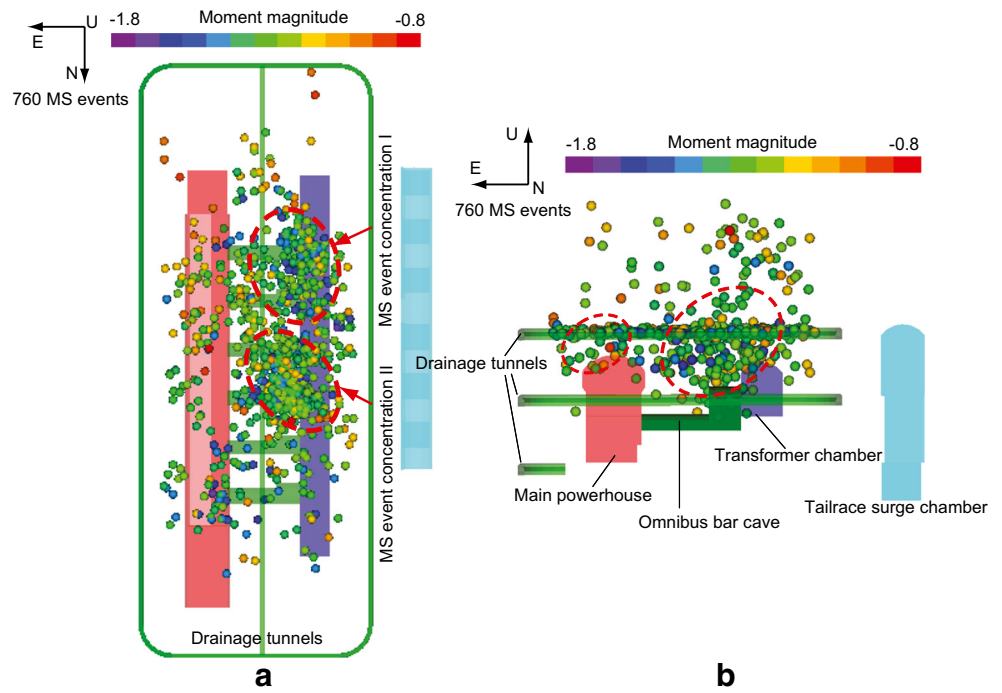 -1.8 Moment magnitude -0.8
U
E
N
760 MS events
MS event concentration I
MS event concentration II
Drainage tunnels
a
-1.8 Moment magnitude -0.8
U
E
N
760 MS events
Drainage tunnels
Transformer chamber
Main powerhouse
Omnibus bar cave
Tailrace surge chamber
b